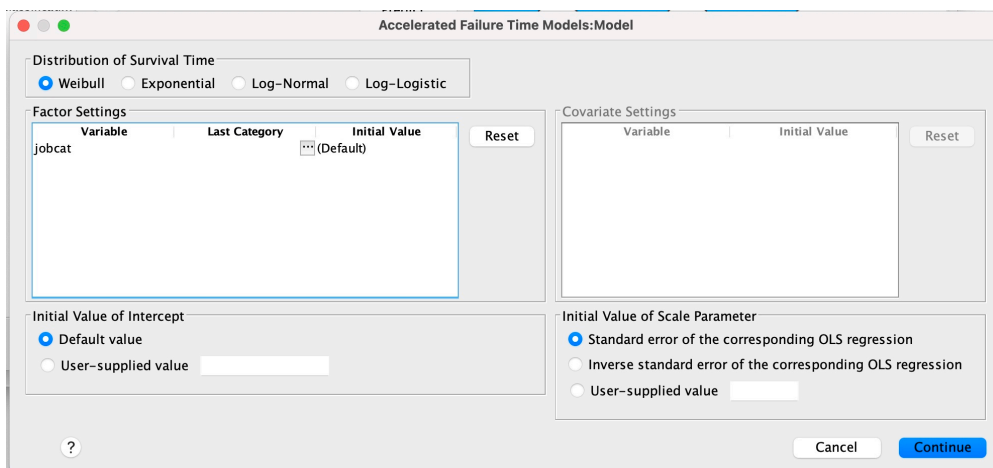 Accelerated Failure Time Models:Model
Distribution of Survival Time
Weibull Exponential Log-Normal Log-Logistic
Factor Settings
Variable Last Category Initial Value
jobcat ... (Default)
Reset
Covariate Settings
Variable Initial Value
Reset
Initial Value of Intercept
Default value
User-supplied value
Initial Value of Scale Parameter
Standard error of the corresponding OLS regression
Inverse standard error of the corresponding OLS regression
User-supplied value
?
Cancel Continue